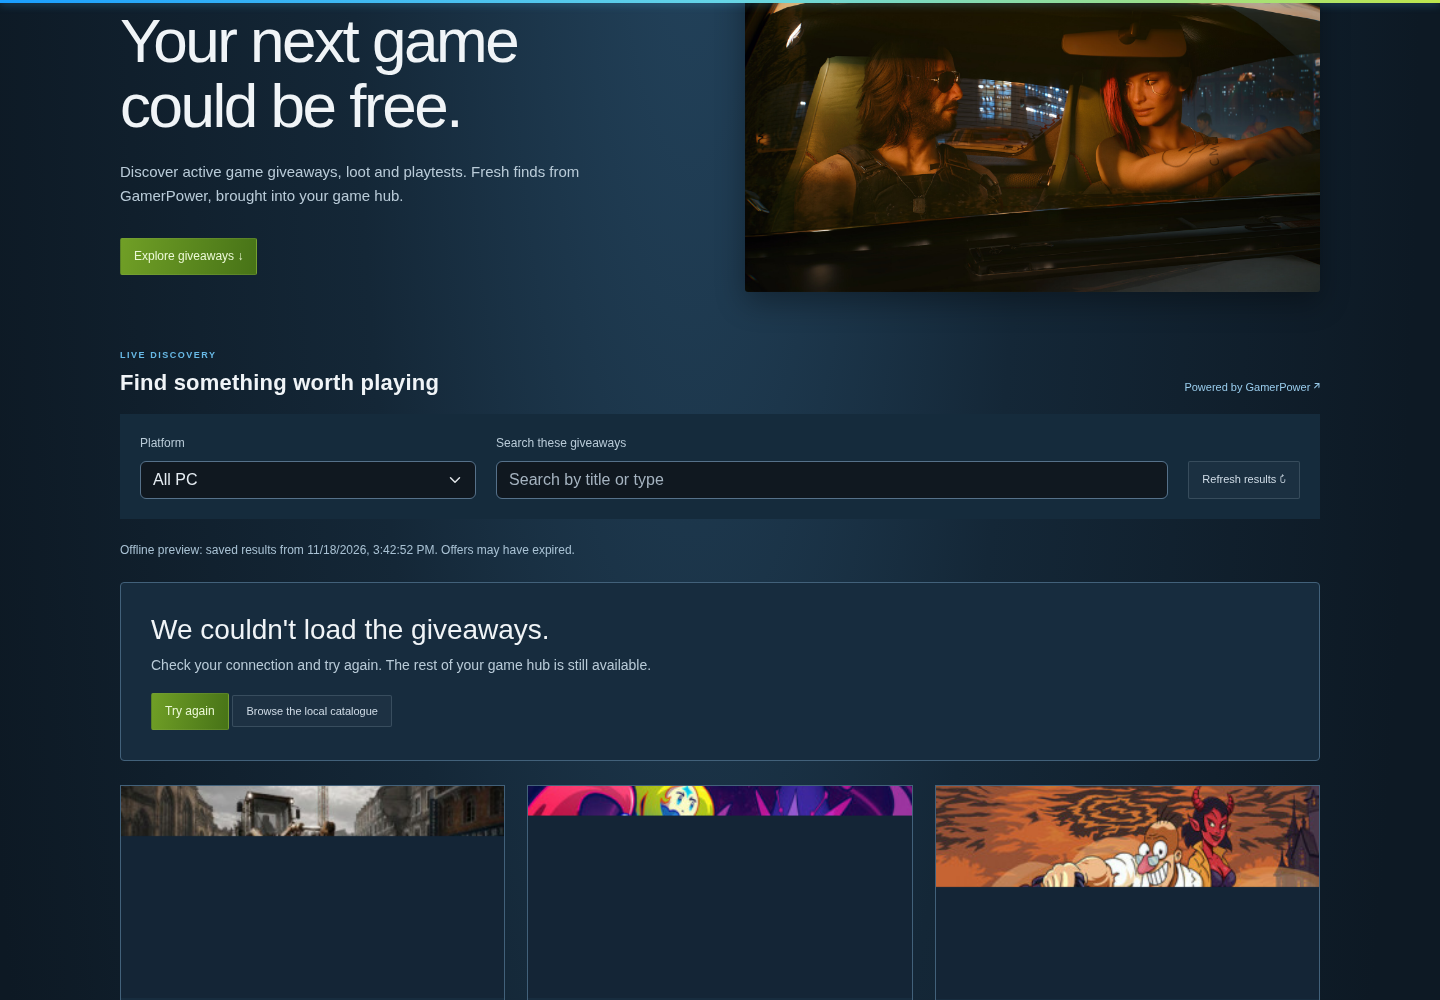 Your next game
could be free.
Discover active game giveaways, loot and playtests. Fresh finds from
GamerPower, brought into your game hub.
Explore giveaways ↓
LIVE DISCOVERY
Find something worth playing
Powered by GamerPower ↗
Platform
Search these giveaways
All PC
Search by title or type
Refresh results ↻
Offline preview: saved results from 11/18/2026, 3:42:52 PM. Offers may have expired.
We couldn't load the giveaways.
Check your connection and try again. The rest of your game hub is still available.
Try again
Browse the local catalogue